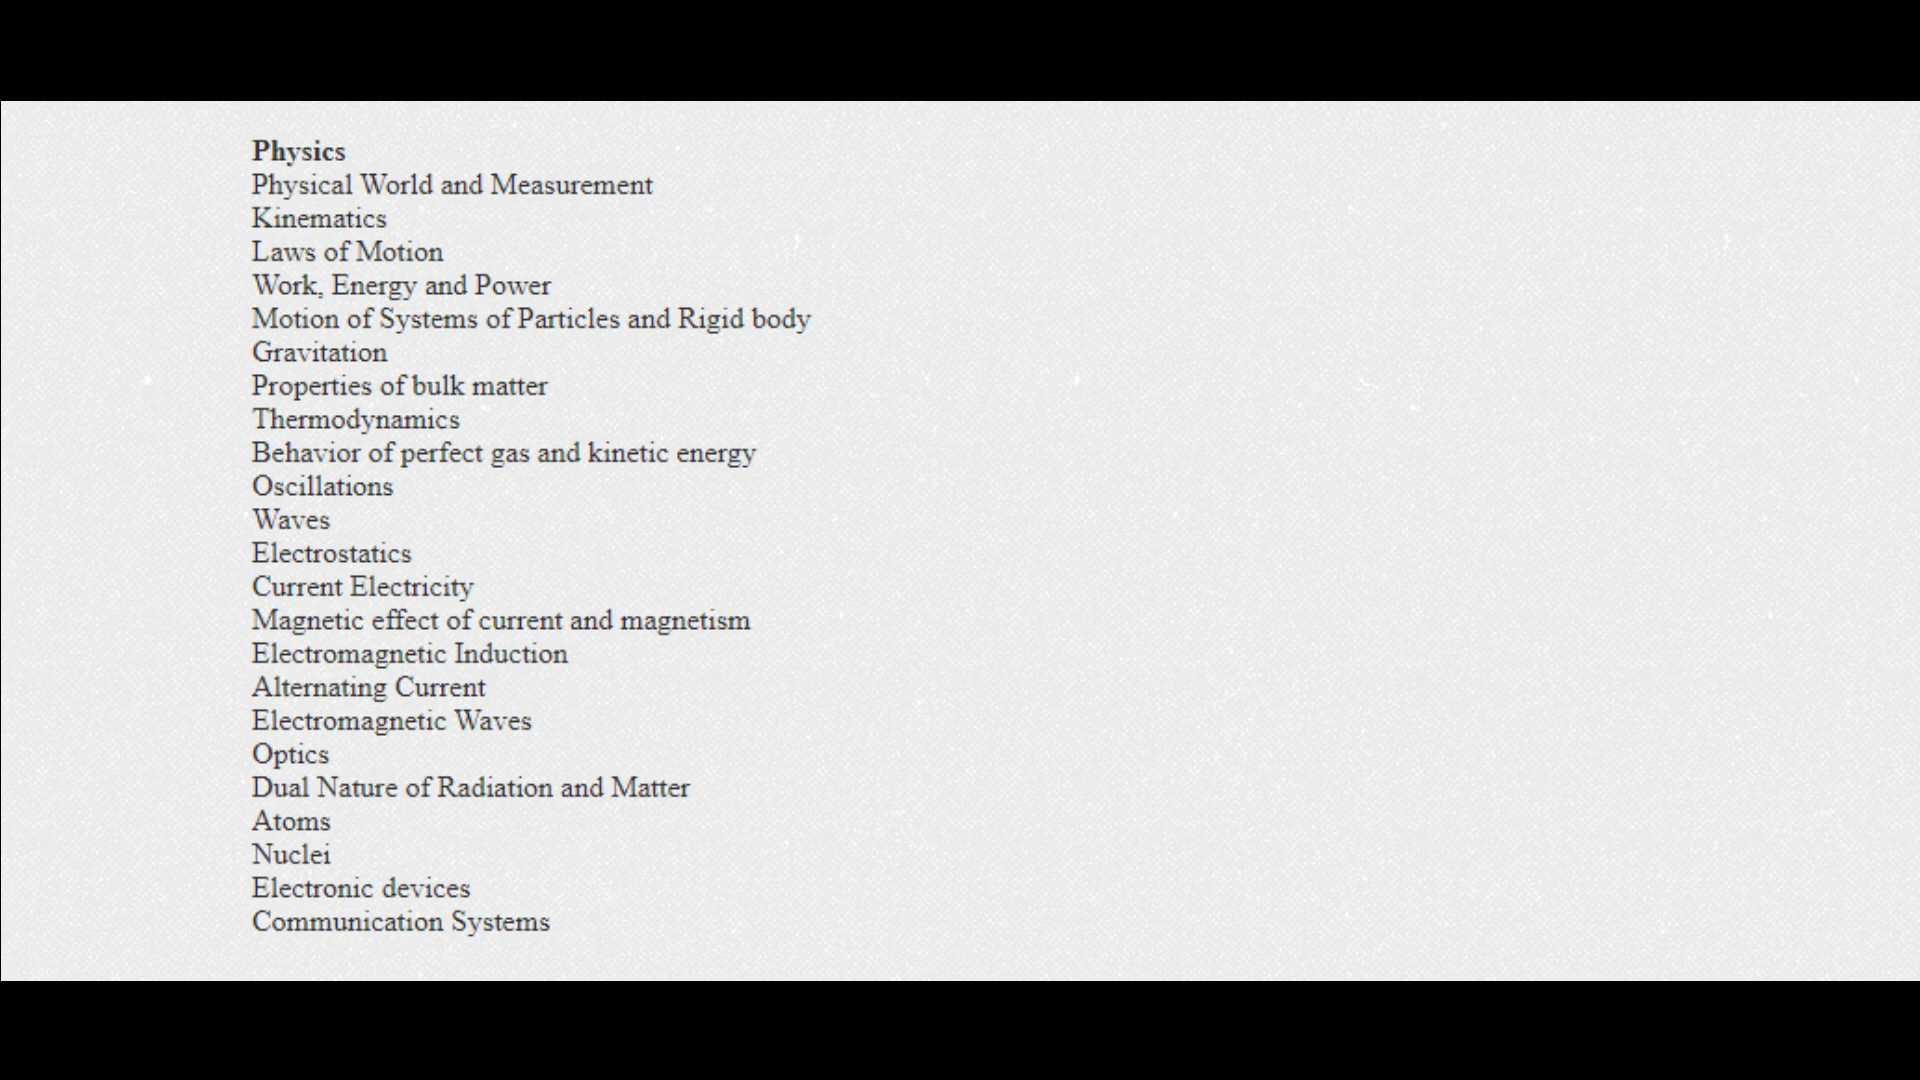 Physics
Physical World and Measurement
Kinematics
Laws of Motion
Work, Energy and Power
Motion of Systems of Particles and Rigid body
Gravitation
Properties of bulk matter
Thermodynamics
Behavior of perfect gas and kinetic energy
Oscillations
Waves
Electrostatics
Current Electricity
Magnetic effect of current and magnetism
Electromagnetic Induction
Alternating Current
Electromagnetic Waves
Optics
Dual Nature of Radiation and Matter
Atoms
Nuclei
Electronic devices
Communication Systems